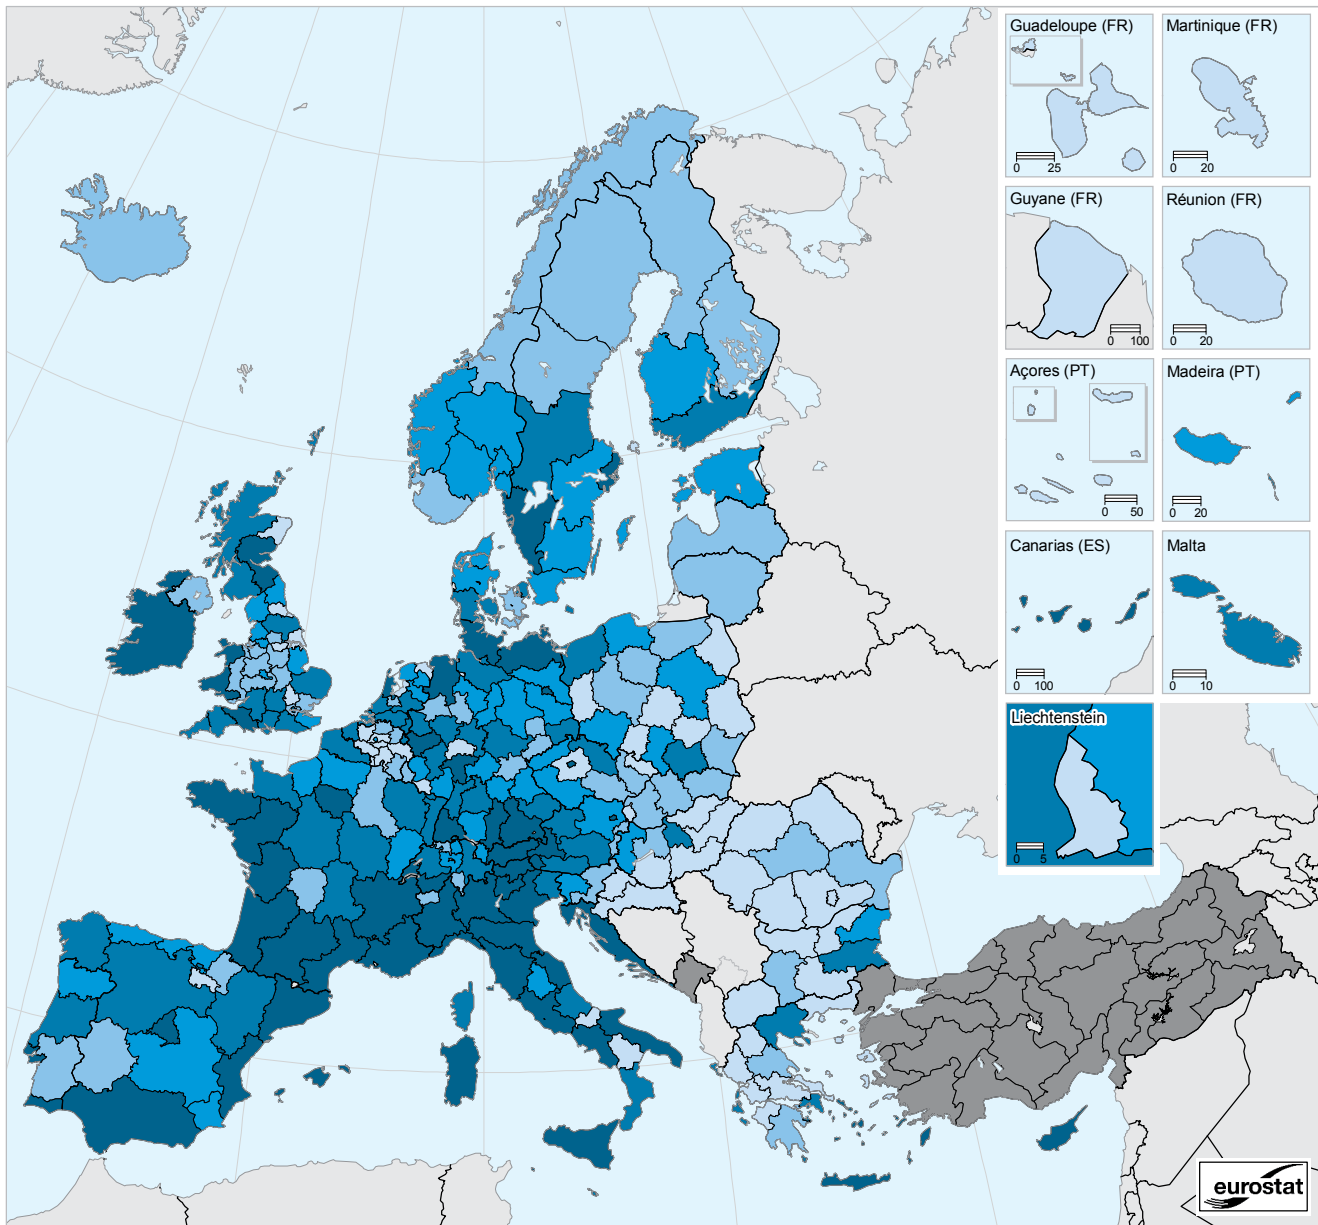 Guadeloupe (FR)
0 25
Martinique (FR)
0 20
Guyane (FR)
0 100
Réunion (FR)
0 20
Açores (PT)
0 50
Madeira (PT)
0 20
Canarias (ES)
0 100
Malta
0 10
Liechtenstein
0 5
eurostat